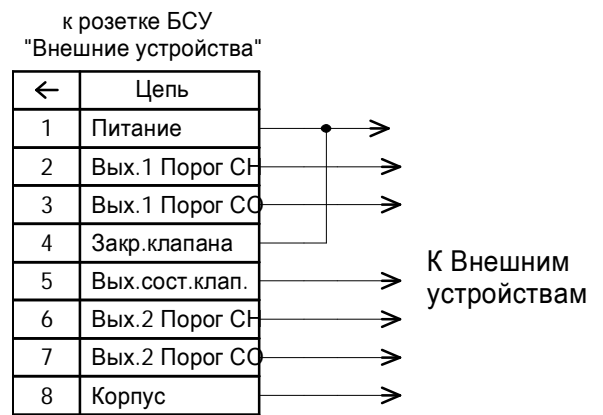 к розетке БСУ
"Внешние устройства"
← Цепь
1 Питание
2 Вых.1 Порог СН
3 Вых.1 Порог СО
4 Закр.клапана
5 Вых.сост.клап.
6 Вых.2 Порог СН
7 Вых.2 Порог СО
8 Корпус
К Внешним
устройствам